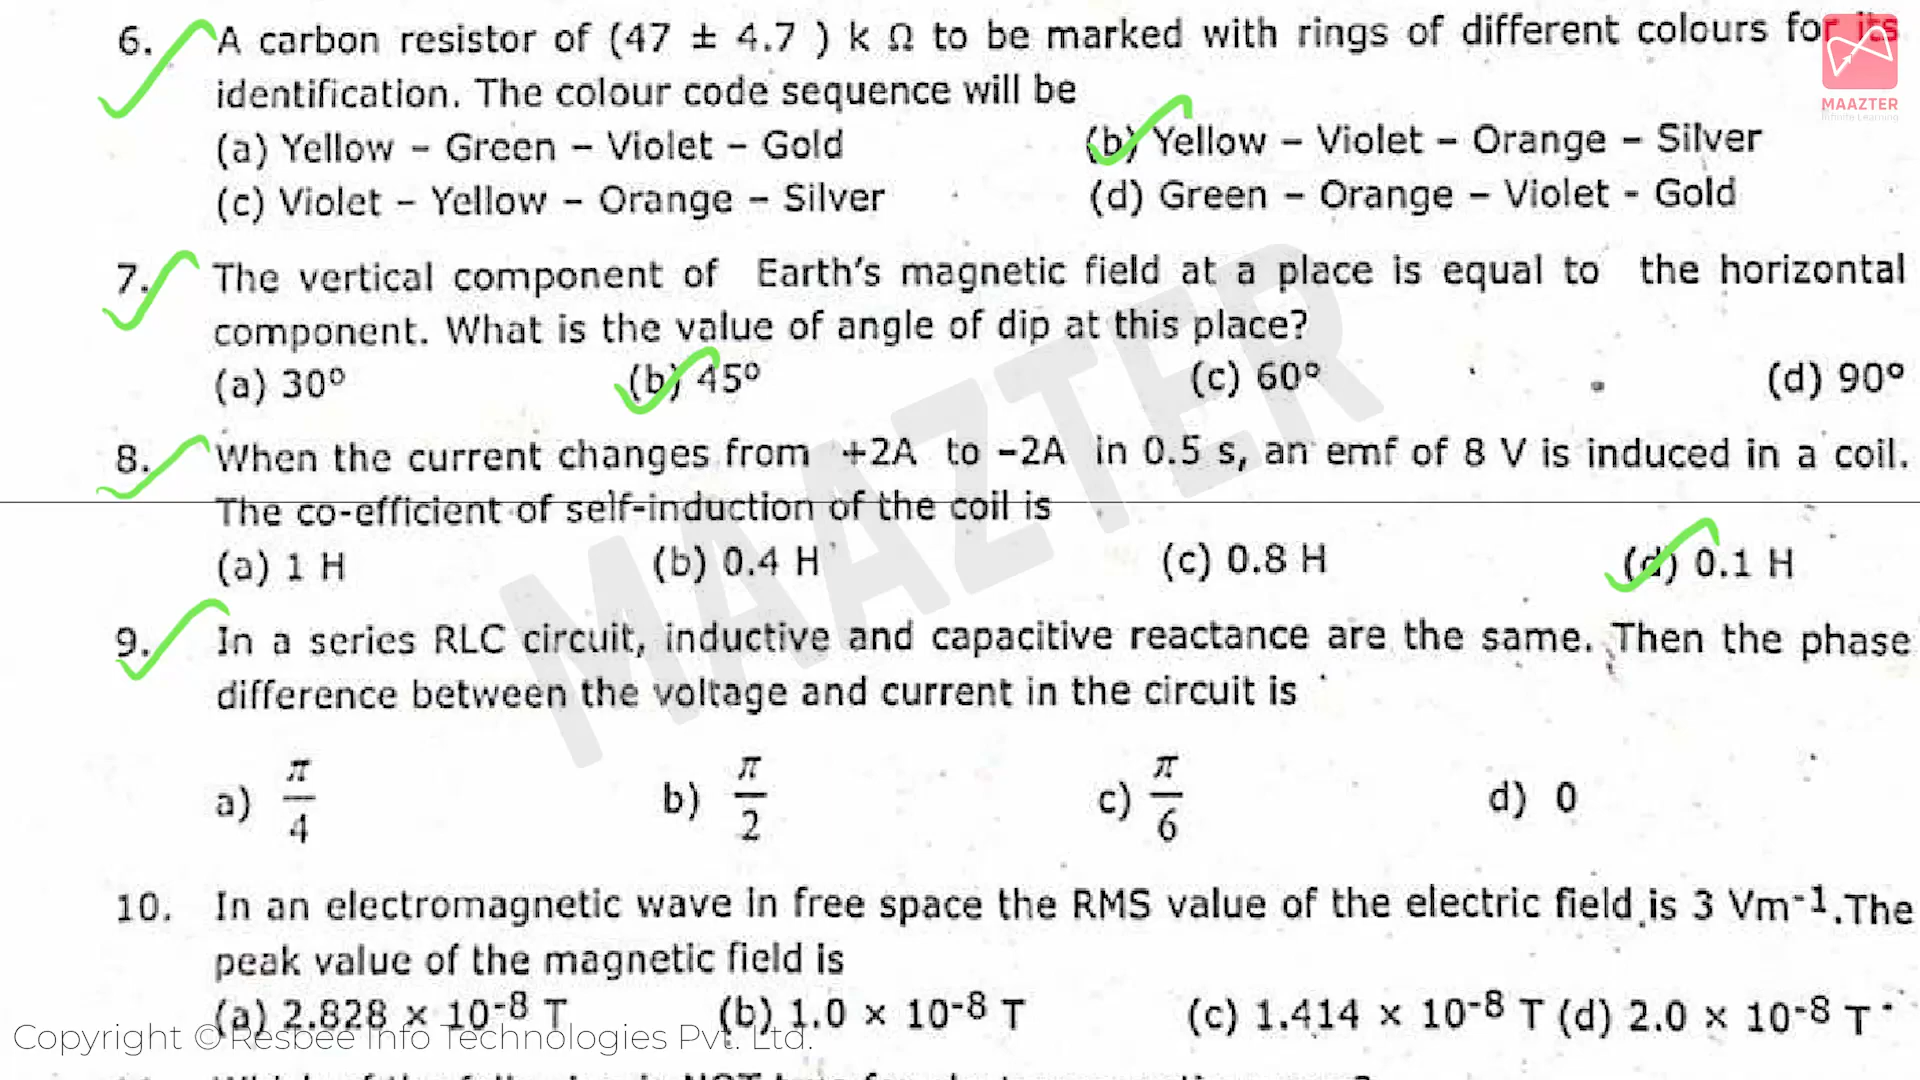 6. A carbon resistor of (47 ± 4.7 ) k Ω to be marked with rings of different colours for its
identification. The colour code sequence will be
(a) Yellow – Green – Violet – Gold (b) Yellow – Violet – Orange – Silver
(c) Violet – Yellow – Orange – Silver (d) Green – Orange – Violet - Gold
MAAZTER
Infinite Learning
7. The vertical component of Earth's magnetic field at a place is equal to the horizontal
component. What is the value of angle of dip at this place?
(a) 30° (b) 45° (c) 60° (d) 90°
8. When the current changes from +2A to –2A in 0.5 s, an emf of 8 V is induced in a coil.
The co-efficient of self-induction of the coil is
(a) 1 H (b) 0.4 H (c) 0.8 H (d) 0.1 H
MAAZTER
9. In a series RLC circuit, inductive and capacitive reactance are the same. Then the phase
difference between the voltage and current in the circuit is
a) π/4 b) π/2 c) π/6 d) 0
10. In an electromagnetic wave in free space the RMS value of the electric field is 3 Vm⁻¹.The
peak value of the magnetic field is
(a) 2.828 × 10⁻⁸ T (b) 1.0 × 10⁻⁸ T (c) 1.414 × 10⁻⁸ T (d) 2.0 × 10⁻⁸ T
Copyright © Resbee Info Technologies Pvt. Ltd.